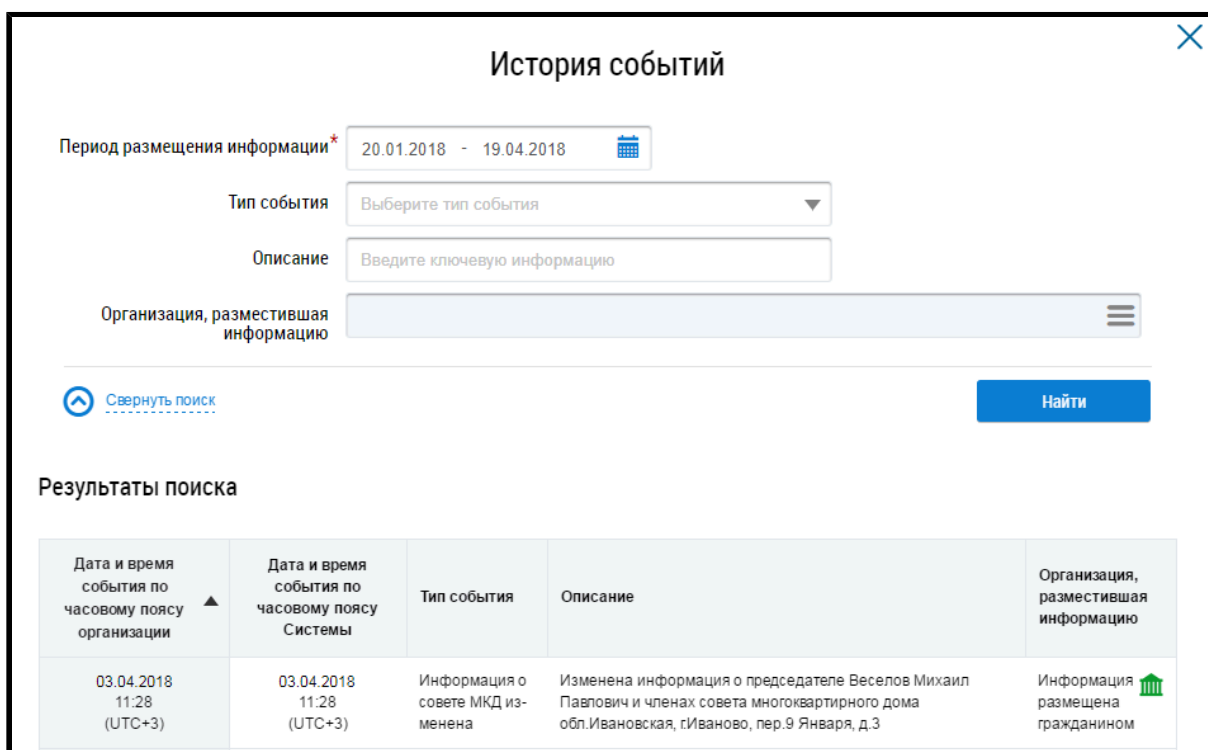 История событий
Период размещения информации*
20.01.2018 - 19.04.2018
Тип события
Выберите тип события
Описание
Введите ключевую информацию
Организация, разместившая
информацию
Свернуть поиск
Найти
Результаты поиска
Дата и время
события по
часовому поясу
организации
Дата и время
события по
часовому поясу
Системы
Тип события
Описание
Организация,
разместившая
информацию
03.04.2018
11:28
(UTC+3)
03.04.2018
11:28
(UTC+3)
Информация о
совете МКД из-
менена
Изменена информация о председателе Веселов Михаил
Павлович и членах совета многоквартирного дома
обл.Ивановская, г.Иваново, пер.9 Января, д.3
Информация
размещена
гражданином